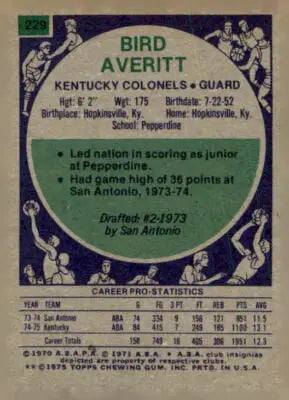 229
BIRD
AVERITT
KENTUCKY COLONELS • GUARD
Hgt: 6' 2" Wgt: 175 Birthdate: 7-22-52
Birthplace: Hopkinsville, Ky. Home: Hopkinsville, Ky.
School: Pepperdine
• Led nation in scoring as junior
at Pepperdine.
• Had game high of 36 points at
San Antonio, 1973-74.
Drafted: #2-1973
by San Antonio
CAREER PRO-STATISTICS
YEAR TEAM G FG 3 PT FT REB PTS AVG
73-74 San Antonio 74 334 9 156 121 851 11.5
74-75 Kentucky ABA 84 415 7 249 185 1100 13.1
Career Totals 158 749 16 405 306 1951 12.3
© 1970 A.B.A.P.A. © 1971 A.B.A. • A.B.A. club insignias
depicted are property of respective clubs.
** © 1975 TOPPS CHEWING GUM, INC. PRTD. IN U.S.A.